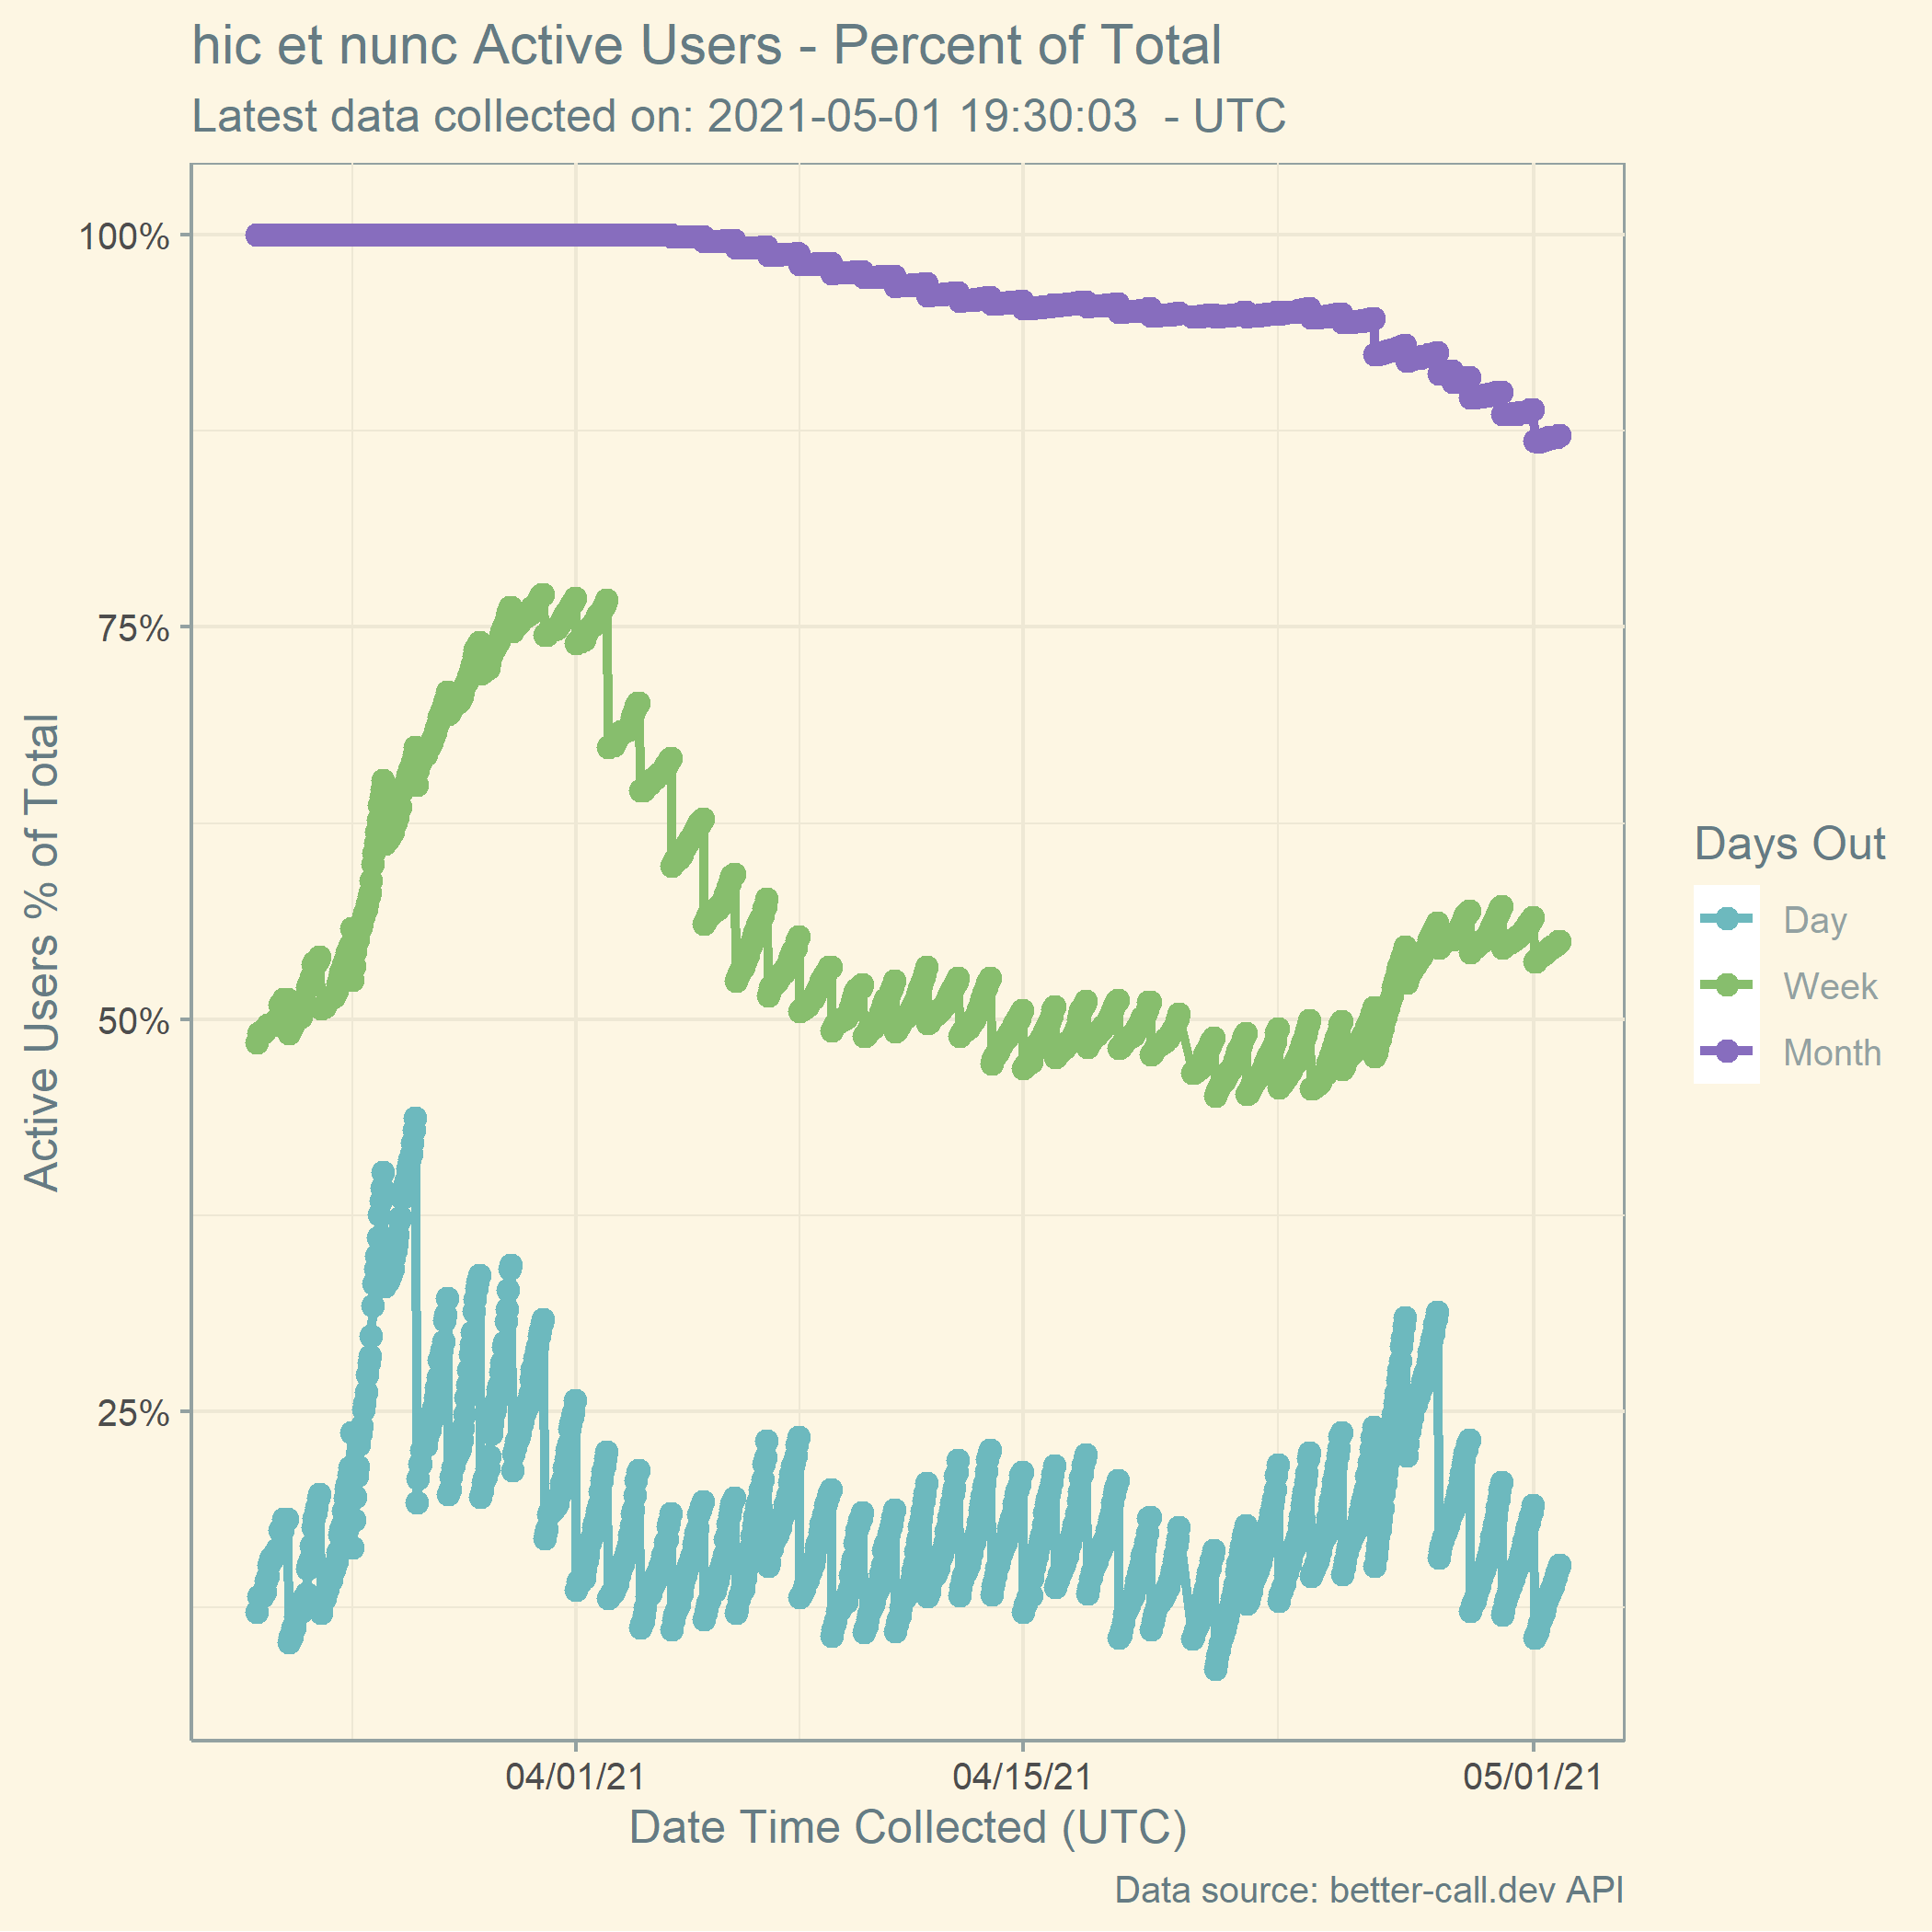 hic et nunc Active Users - Percent of Total
Latest data collected on: 2021-05-01 19:30:03  - UTC
Active Users % of Total
100%
75%
50%
25%
04/01/21
04/15/21
05/01/21
Date Time Collected (UTC)
Days Out
Day
Week
Month
Data source: better-call.dev API